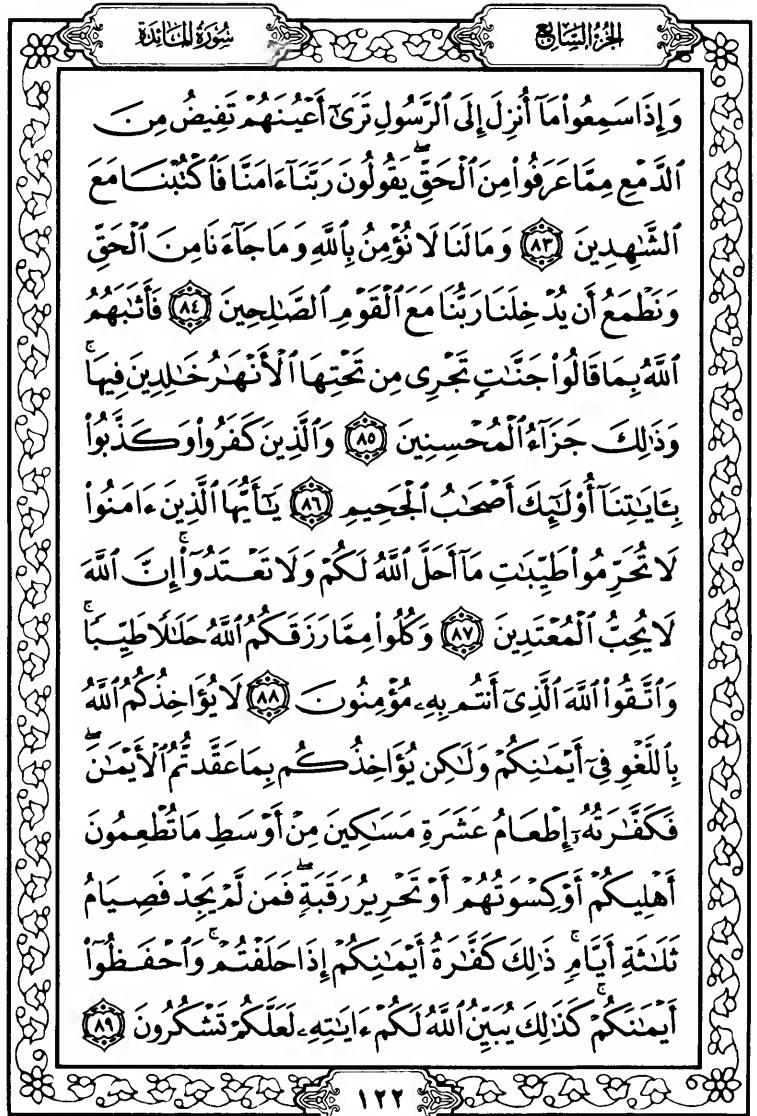 سُورَةُ المَائِدَة
الجُزْءُ السَّابِعُ
وَإِذَا سَمِعُوا۟ مَآ أُنزِلَ إِلَى ٱلرَّسُولِ تَرَىٰٓ أَعْيُنَهُمْ تَفِيضُ مِنَ
ٱلدَّمْعِ مِمَّا عَرَفُوا۟ مِنَ ٱلْحَقِّ ۖ يَقُولُونَ رَبَّنَآ ءَامَنَّا فَٱكْتُبْنَا مَعَ
ٱلشَّٰهِدِينَ ٨٣ وَمَا لَنَا لَا نُؤْمِنُ بِٱللَّهِ وَمَا جَآءَنَا مِنَ ٱلْحَقِّ
وَنَطْمَعُ أَن يُدْخِلَنَا رَبُّنَا مَعَ ٱلْقَوْمِ ٱلصَّٰلِحِينَ ٨٤ فَأَثَٰبَهُمُ
ٱللَّهُ بِمَا قَالُوا۟ جَنَّٰتٍ تَجْرِى مِن تَحْتِهَا ٱلْأَنْهَٰرُ خَٰلِدِينَ فِيهَا ۚ
وَذَٰلِكَ جَزَآءُ ٱلْمُحْسِنِينَ ٨٥ وَٱلَّذِينَ كَفَرُوا۟ وَكَذَّبُوا۟
بِـَٔايَٰتِنَآ أُو۟لَٰٓئِكَ أَصْحَٰبُ ٱلْجَحِيمِ ٨٦ يَٰٓأَيُّهَا ٱلَّذِينَ ءَامَنُوا۟
لَا تُحَرِّمُوا۟ طَيِّبَٰتِ مَآ أَحَلَّ ٱللَّهُ لَكُمْ وَلَا تَعْتَدُوٓا۟ ۚ إِنَّ ٱللَّهَ
لَا يُحِبُّ ٱلْمُعْتَدِينَ ٨٧ وَكُلُوا۟ مِمَّا رَزَقَكُمُ ٱللَّهُ حَلَٰلًا طَيِّبًا ۚ
وَٱتَّقُوا۟ ٱللَّهَ ٱلَّذِىٓ أَنتُم بِهِۦ مُؤْمِنُونَ ٨٨ لَا يُؤَاخِذُكُمُ ٱللَّهُ
بِٱللَّغْوِ فِىٓ أَيْمَٰنِكُمْ وَلَٰكِن يُؤَاخِذُكُم بِمَا عَقَّدتُّمُ ٱلْأَيْمَٰنَ ۖ
فَكَفَّٰرَتُهُۥٓ إِطْعَامُ عَشَرَةِ مَسَٰكِينَ مِنْ أَوْسَطِ مَا تُطْعِمُونَ
أَهْلِيكُمْ أَوْ كِسْوَتُهُمْ أَوْ تَحْرِيرُ رَقَبَةٍ ۖ فَمَن لَّمْ يَجِدْ فَصِيَامُ
ثَلَٰثَةِ أَيَّامٍ ۚ ذَٰلِكَ كَفَّٰرَةُ أَيْمَٰنِكُمْ إِذَا حَلَفْتُمْ ۚ وَٱحْفَظُوٓا۟
أَيْمَٰنَكُمْ ۚ كَذَٰلِكَ يُبَيِّنُ ٱللَّهُ لَكُمْ ءَايَٰتِهِۦ لَعَلَّكُمْ تَشْكُرُونَ ٨٩
١٢٢